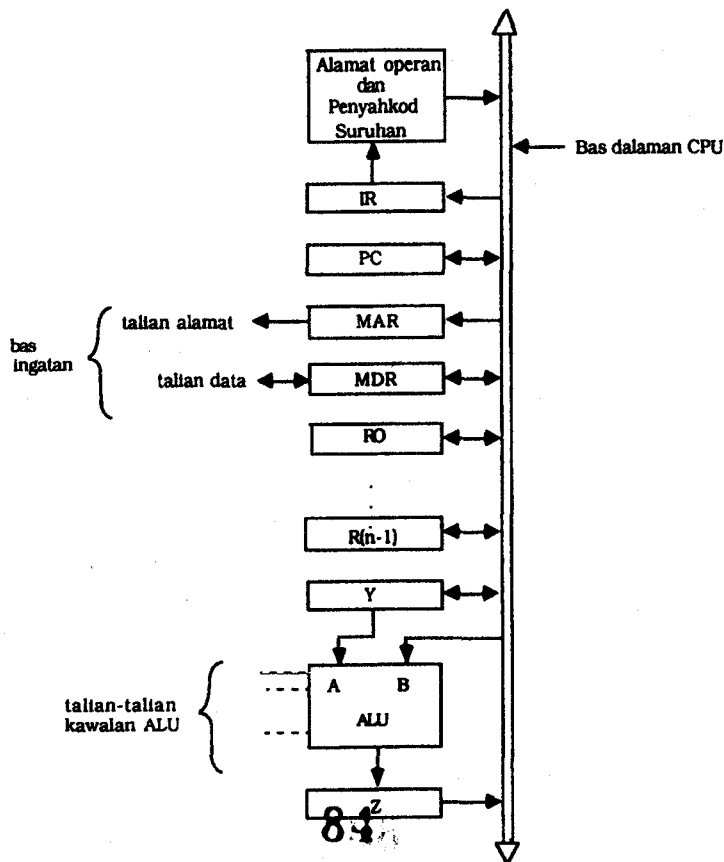 Alamat operan
dan
Penyahkod
Suruhan
Bas dalaman CPU
IR
PC
talian alamat
MAR
bas
ingatan
talian data
MDR
RO
R(n-1)
Y
A
B
talian-talian
kawalan ALU
ALU
Z